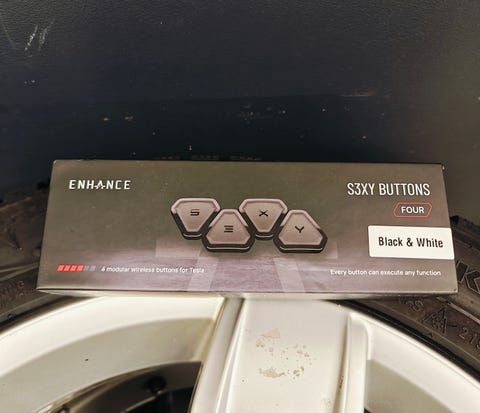 ENHANCE
S3XY BUTTONS
FOUR
S
X
3
Y
Black & White
4 modular wireless buttons for Tesla
Every button can execute any function